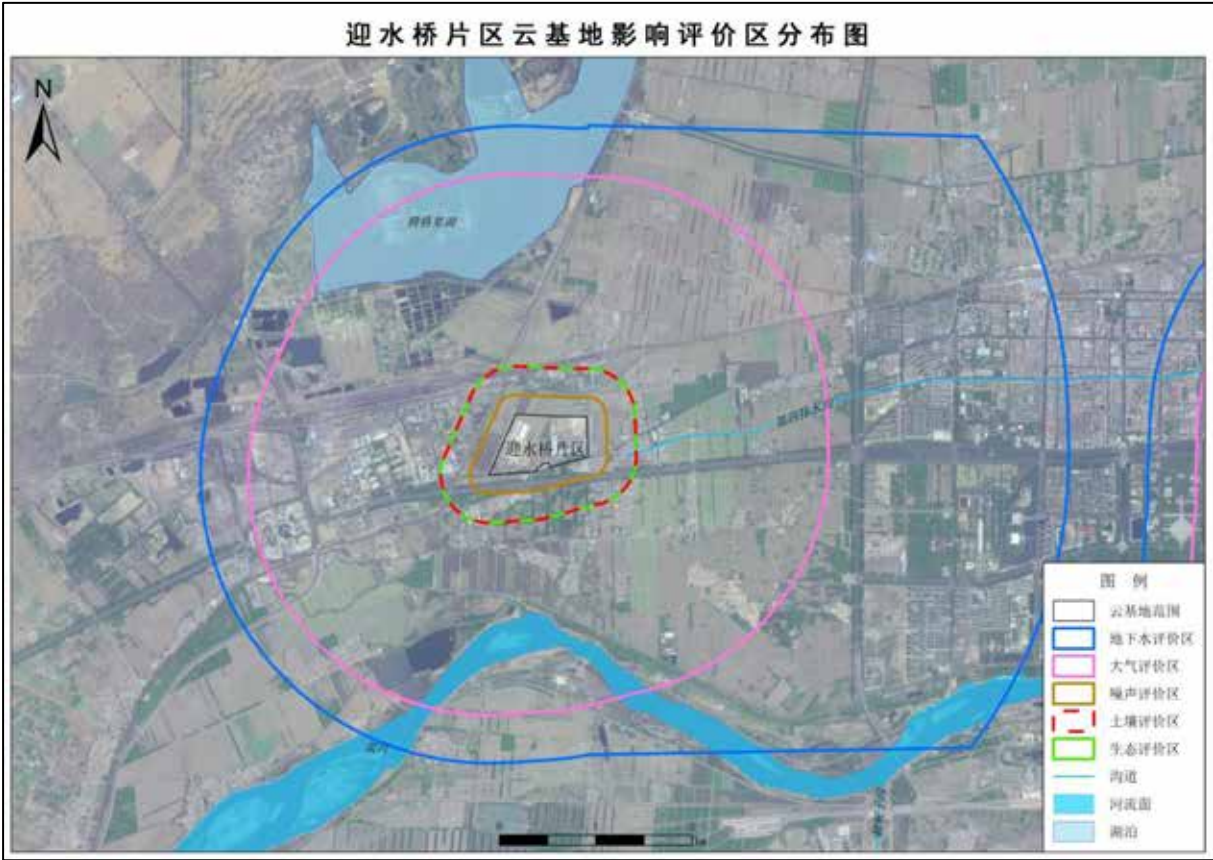 迎水桥片区云基地影响评价区分布图
N
迎水桥片区
图 例
云基地范围
地下水评价区
大气评价区
噪声评价区
土壤评价区
生态评价区
沟道
河流面
湖泊